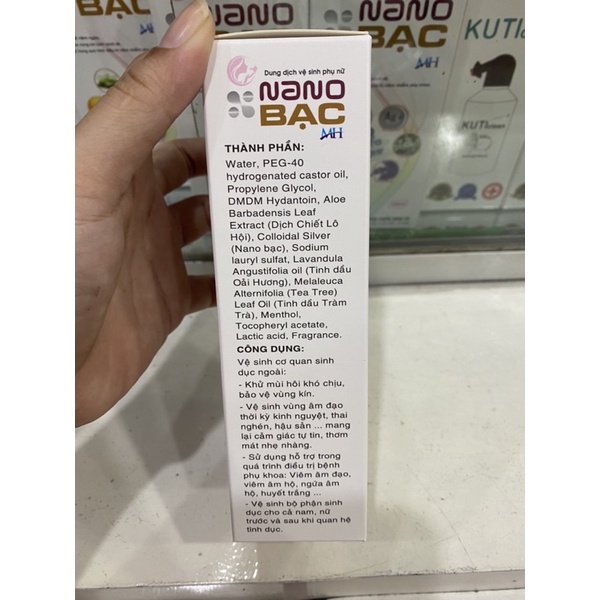 NANO
BẠC
MH
NANO
BẠC
MH
KUTI
KUTI
Dung dịch vệ sinh phụ nữ
NANO
BẠC
MH
THÀNH PHẦN:
Water, PEG-40
hydrogenated castor oil,
Propylene Glycol,
DMDM Hydantoin, Aloe
Barbadensis Leaf
Extract (Dịch Chiết Lô
Hội), Colloidal Silver
(Nano bạc), Sodium
lauryl sulfat, Lavandula
Angustifolia oil (Tinh dầu
Oải Hương), Melaleuca
Alternifolia (Tea Tree)
Leaf Oil (Tinh dầu Tràm
Trà), Menthol,
Tocopheryl acetate,
Lactic acid, Fragrance.
CÔNG DỤNG:
Vệ sinh cơ quan sinh
dục ngoài:
- Khử mùi hôi khó chịu,
bảo vệ vùng kín.
- Vệ sinh vùng âm đạo
thời kỳ kinh nguyệt, thai
nghén, hậu sản ... mang
lại cảm giác tự tin, thơm
mát nhẹ nhàng.
- Sử dụng hỗ trợ trong
quá trình điều trị bệnh
phụ khoa: Viêm âm đạo,
viêm âm hộ, ngứa âm
hộ, huyết trắng ...
- Vệ sinh bộ phận sinh
dục cho cả nam, nữ
trước và sau khi quan hệ
tình dục.